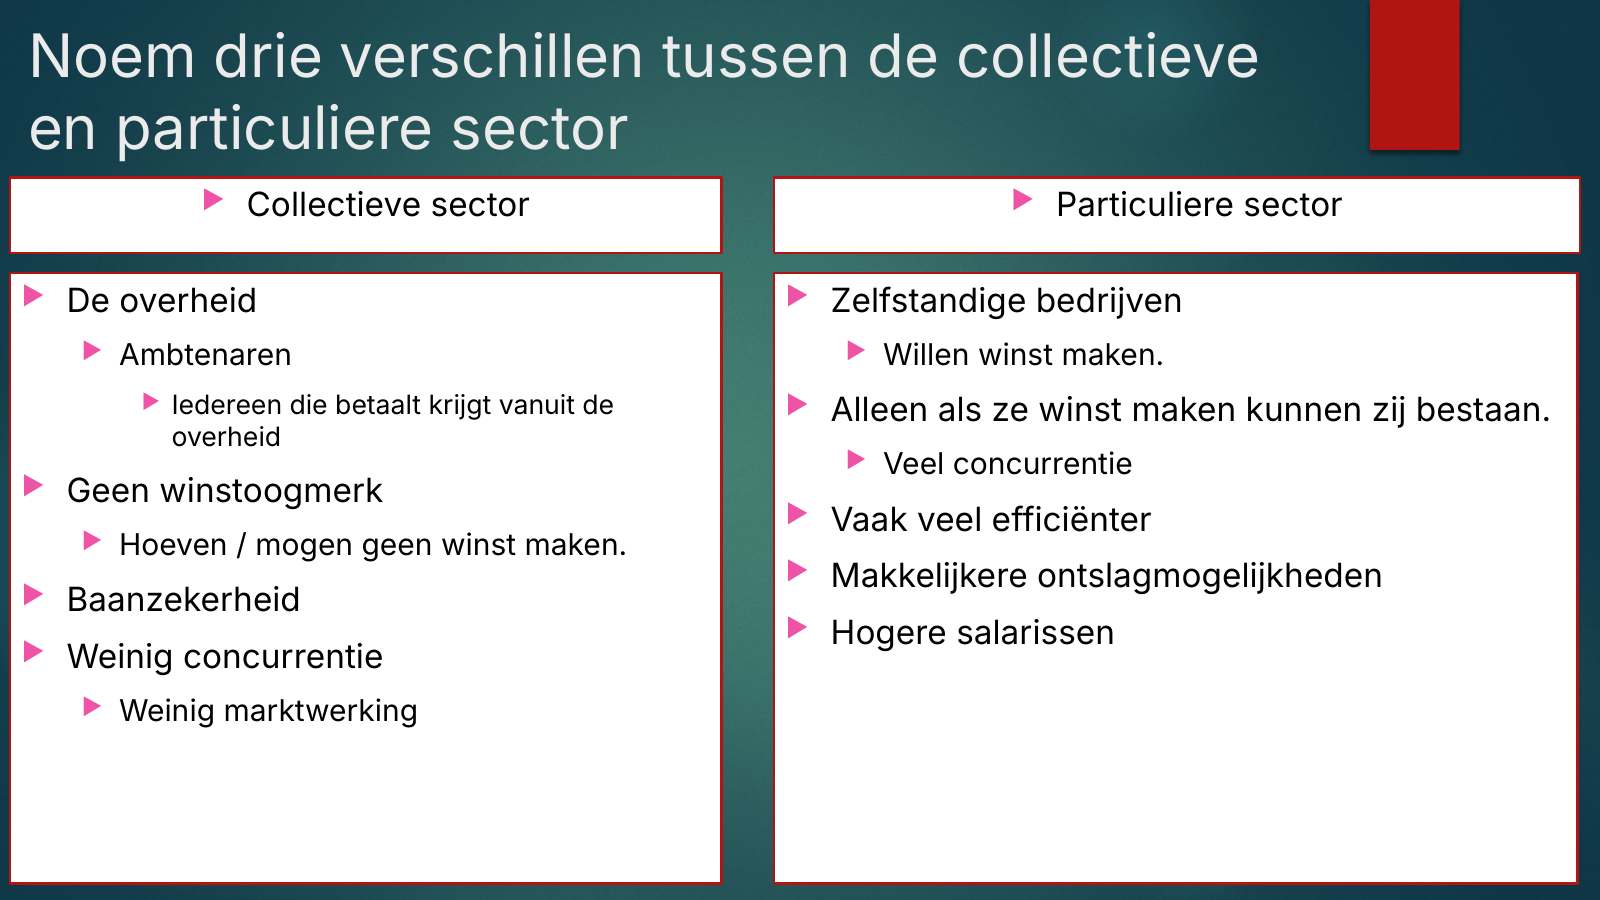 Noem drie verschillen tussen de collectieve
en particuliere sector
Collectieve sector
De overheid
Ambtenaren
Iedereen die betaalt krijgt vanuit de
overheid
Geen winstoogmerk
Hoeven / mogen geen winst maken.
Baanzekerheid
Weinig concurrentie
Weinig marktwerking
Particuliere sector
Zelfstandige bedrijven
Willen winst maken.
Alleen als ze winst maken kunnen zij bestaan.
Veel concurrentie
Vaak veel efficiënter
Makkelijkere ontslagmogelijkheden
Hogere salarissen